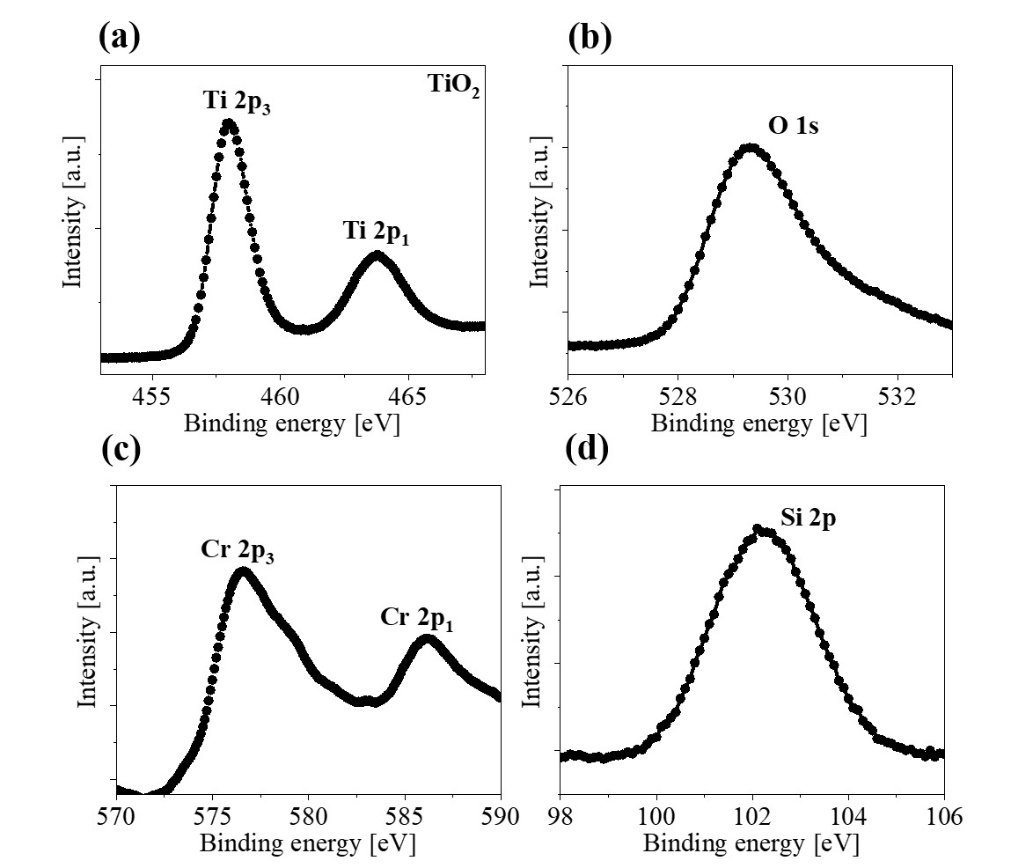 (a)
TiO₂
Ti 2p₃
Ti 2p₁
Intensity [a.u.]
455 460 465
Binding energy [eV]
(b)
O 1s
Intensity [a.u.]
526 528 530 532
Binding energy [eV]
(c)
Cr 2p₃
Cr 2p₁
Intensity [a.u.]
570 575 580 585 590
Binding energy [eV]
(d)
Si 2p
Intensity [a.u.]
98 100 102 104 106
Binding energy [eV]